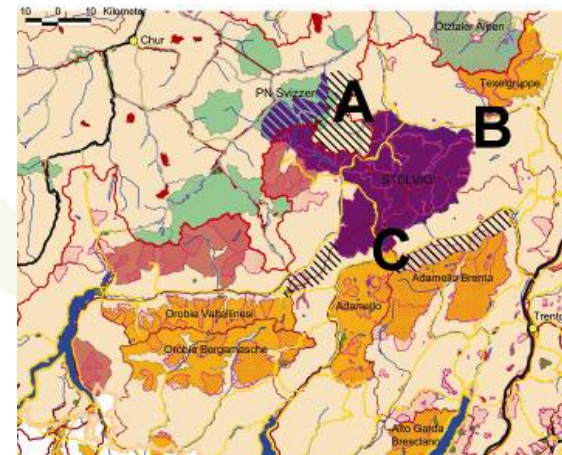 10 0 10 Kilometer
Ötztaler Alpen
Chur
Texelgruppe
PN-Svizzer
A
B
STELVIO
C
Adamello Brenta
Adamello
Orobie Valtellinesi
Trento
Orobie Bergamasche
Alto Garda
Bresciano